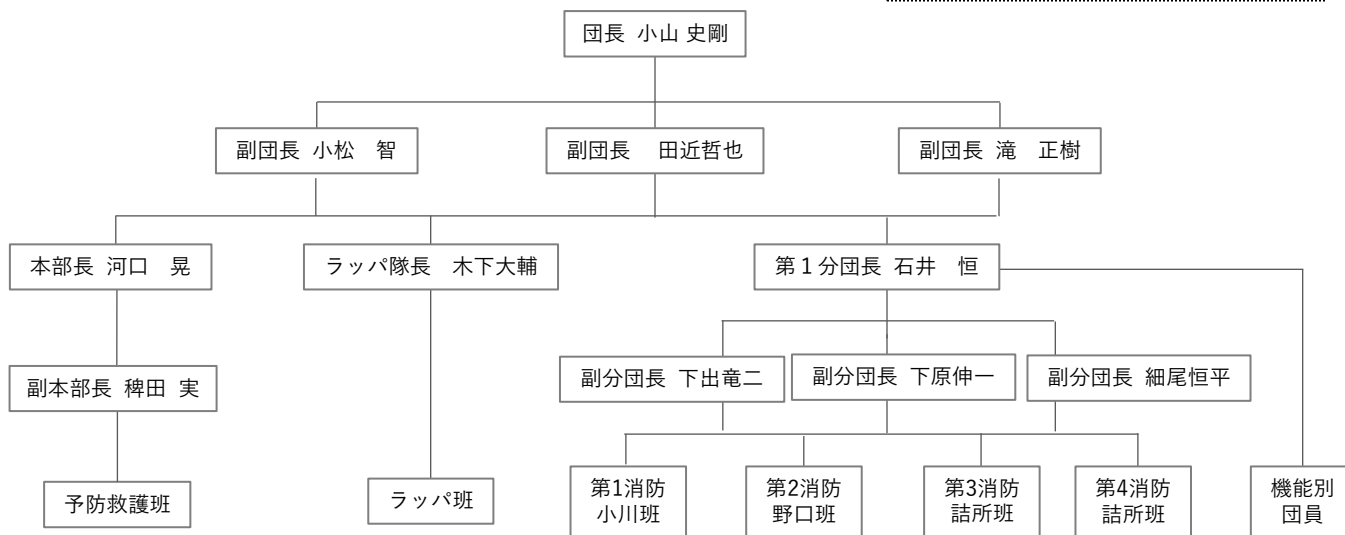 団長 小山 史剛
副団長 小松　智
副団長　田近哲也
副団長 滝　正樹
本部長 河口　晃
ラッパ隊長　木下大輔
第１分団長 石井　恒
副本部長 稗田 実
副分団長 下出竜二
副分団長 下原伸一
副分団長 細尾恒平
予防救護班
ラッパ班
第1消防
小川班
第2消防
野口班
第3消防
詰所班
第4消防
詰所班
機能別
団員